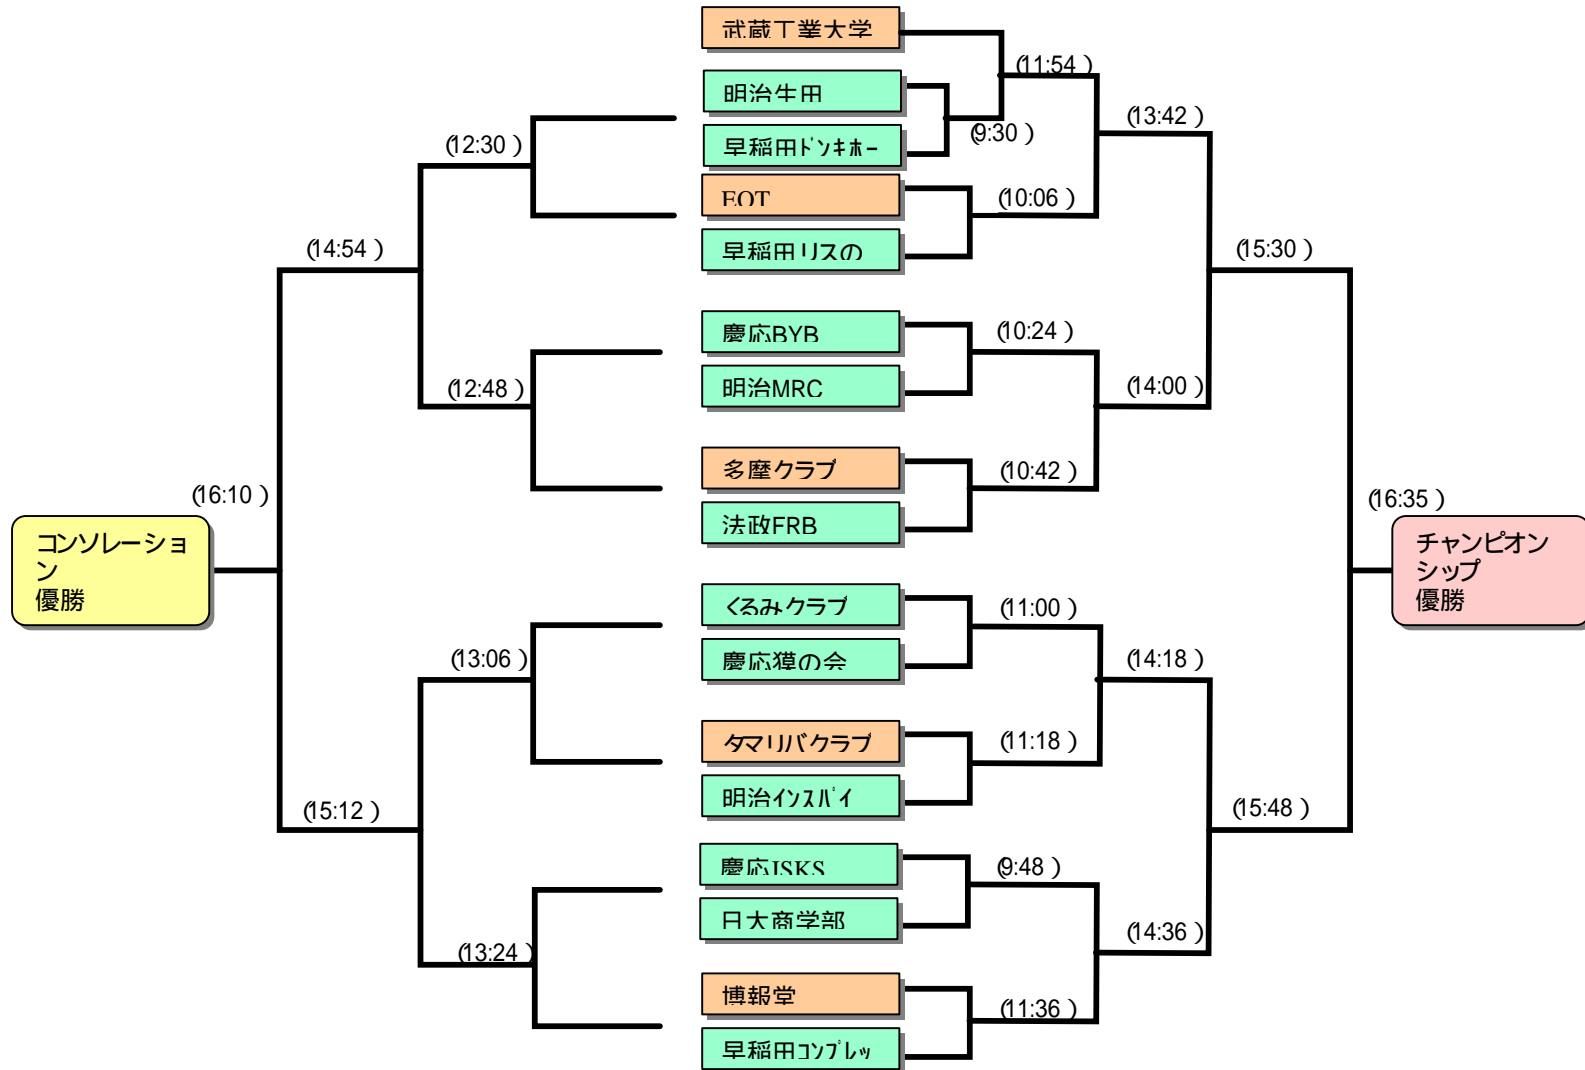 武蔵工業大学
(11:54)
明治生田
(13:42)
(9:30)
(12:30)
早稲田ﾄﾞﾝｷﾎｰ
EOT
(10:06)
早稲田リスの
(14:54)
(15:30)
慶応BYB
(10:24)
明治MRC
(12:48)
(14:00)
多摩クラブ
(10:42)
(16:10)
(16:35)
法政FRB
コンソレーショ
ン
優勝
チャンピオン
シップ
優勝
くるみクラブ
(11:00)
(13:06)
慶応獏の会
(14:18)
タマリバクラブ
(11:18)
明治ｲﾝｽﾊﾟｲ
(15:12)
(15:48)
慶応JSKS
(9:48)
日大商学部
(13:24)
(14:36)
博報堂
(11:36)
早稲田ｺﾝﾌﾟﾚｯ